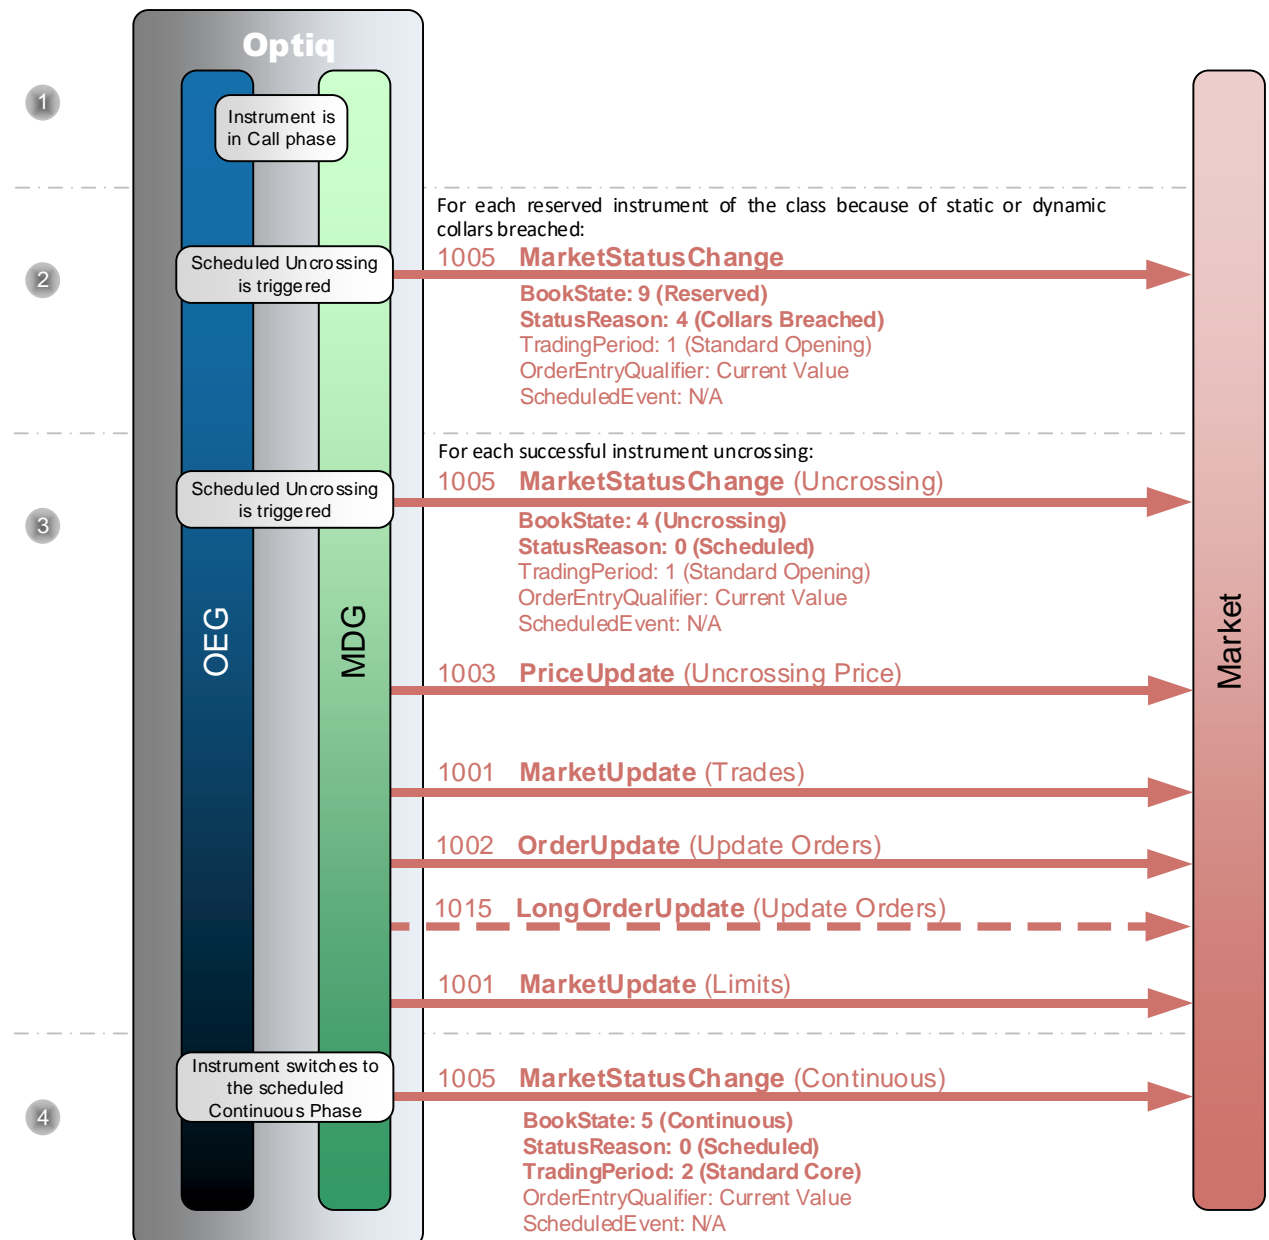 Optiq
1
Instrument is
in Call phase
For each reserved instrument of the class because of static or dynamic
collars breached:
2
Scheduled Uncrossing
is triggered
1005 MarketStatusChange
BookState: 9 (Reserved)
StatusReason: 4 (Collars Breached)
TradingPeriod: 1 (Standard Opening)
OrderEntryQualifier: Current Value
ScheduledEvent: N/A
For each successful instrument uncrossing:
3
Scheduled Uncrossing
is triggered
1005 MarketStatusChange (Uncrossing)
BookState: 4 (Uncrossing)
StatusReason: 0 (Scheduled)
TradingPeriod: 1 (Standard Opening)
OrderEntryQualifier: Current Value
ScheduledEvent: N/A
OEG
MDG
Market
1003 PriceUpdate (Uncrossing Price)
1001 MarketUpdate (Trades)
1002 OrderUpdate (Update Orders)
1015 LongOrderUpdate (Update Orders)
1001 MarketUpdate (Limits)
4
Instrument switches to
the scheduled
Continuous Phase
1005 MarketStatusChange (Continuous)
BookState: 5 (Continuous)
StatusReason: 0 (Scheduled)
TradingPeriod: 2 (Standard Core)
OrderEntryQualifier: Current Value
ScheduledEvent: N/A